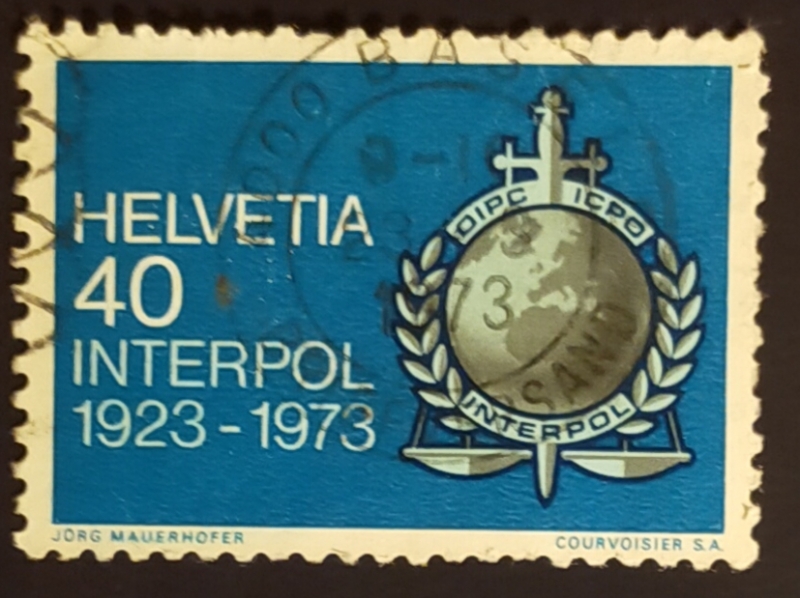 HELVETIA
40
INTERPOL
1923-1973
OIPC ICPO
INTERPOL
JÖRG MAUERHOFER
COURVOISIER S.A.